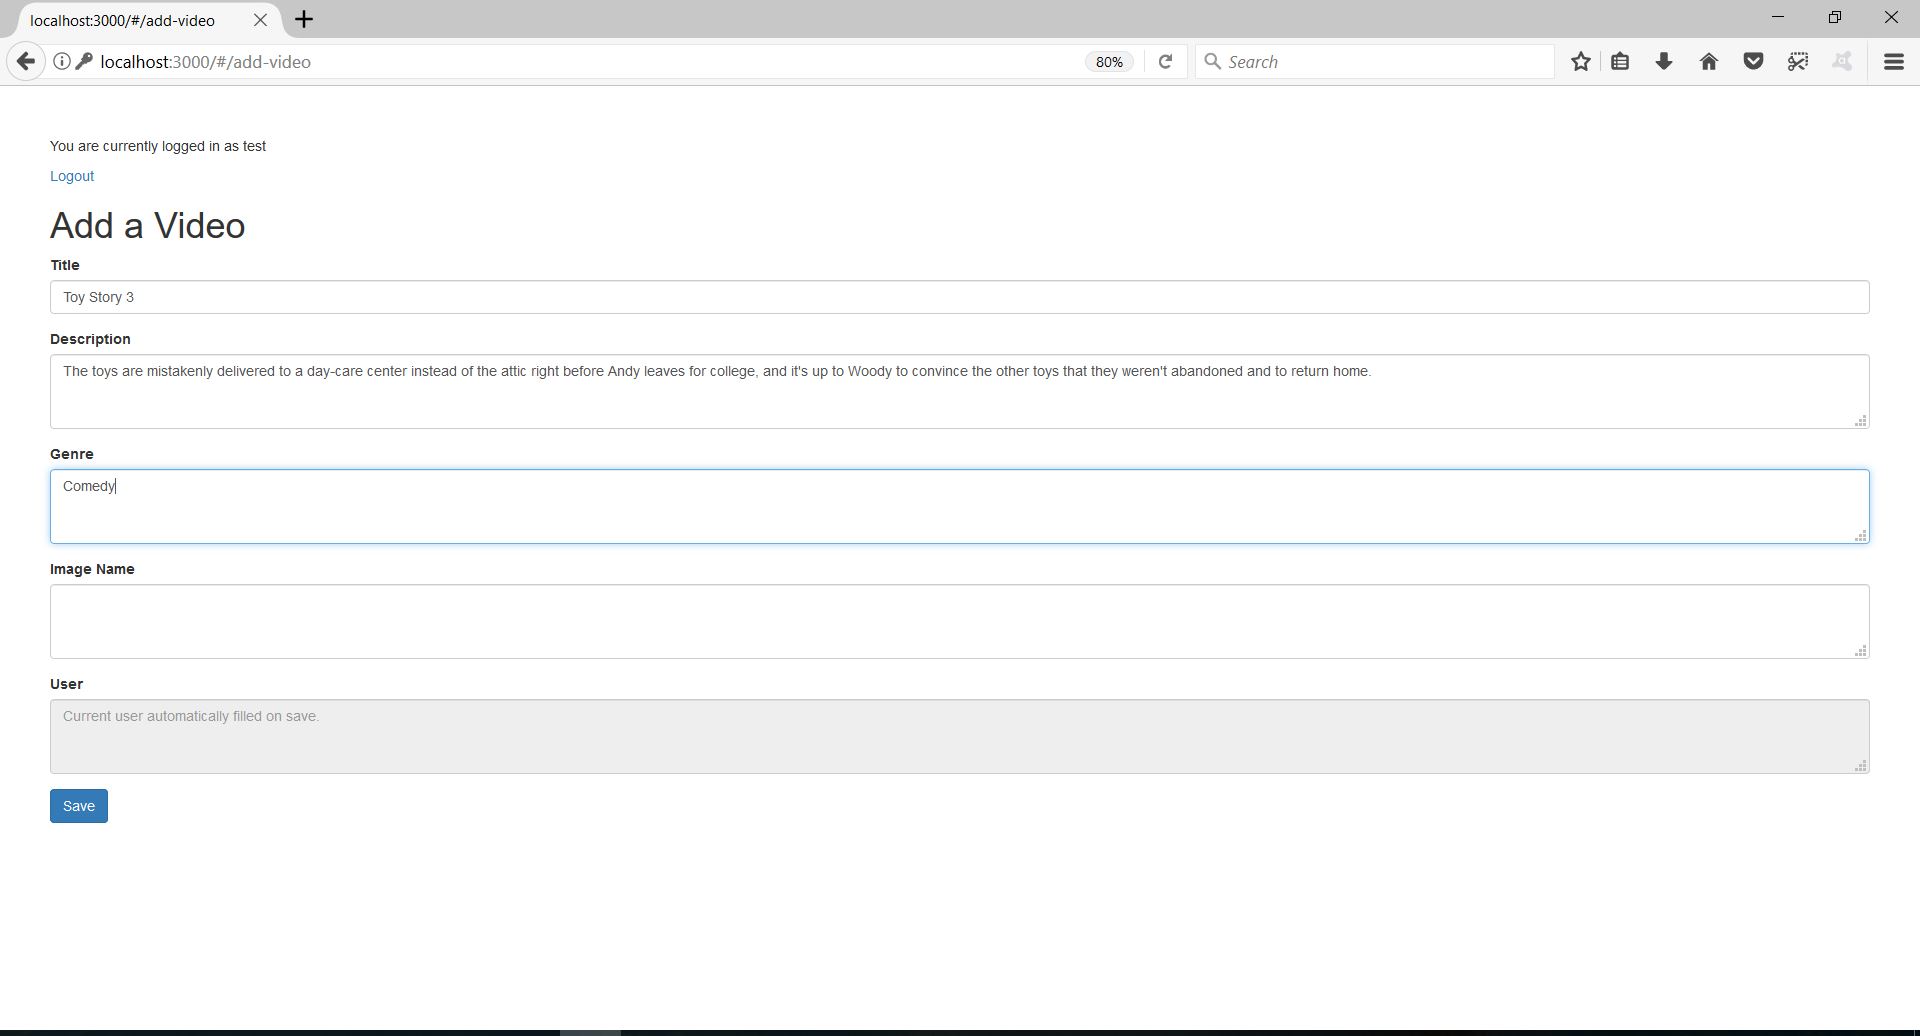 localhost:3000/#/add-video
localhost:3000/#/add-video
80%
Search
You are currently logged in as test
Logout
Add a Video
Title
Toy Story 3
Description
The toys are mistakenly delivered to a day-care center instead of the attic right before Andy leaves for college, and it's up to Woody to convince the other toys that they weren't abandoned and to return home.
Genre
Comedy
Image Name
User
Current user automatically filled on save.
Save